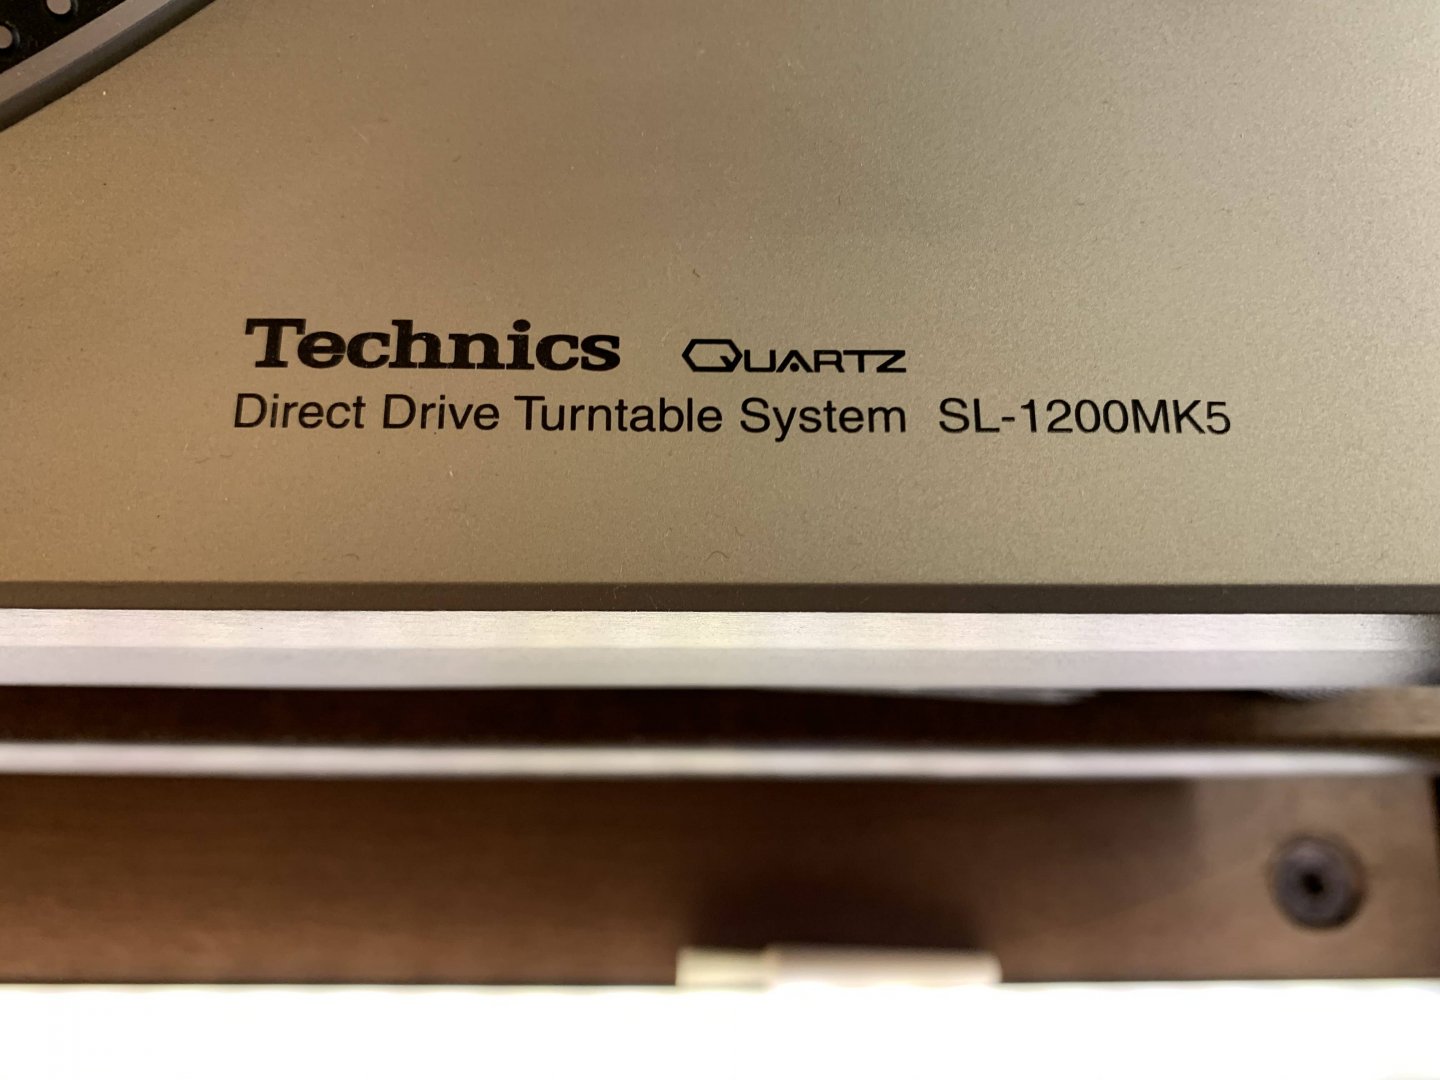 Technics QUARTZ
Direct Drive Turntable System SL-1200MK5